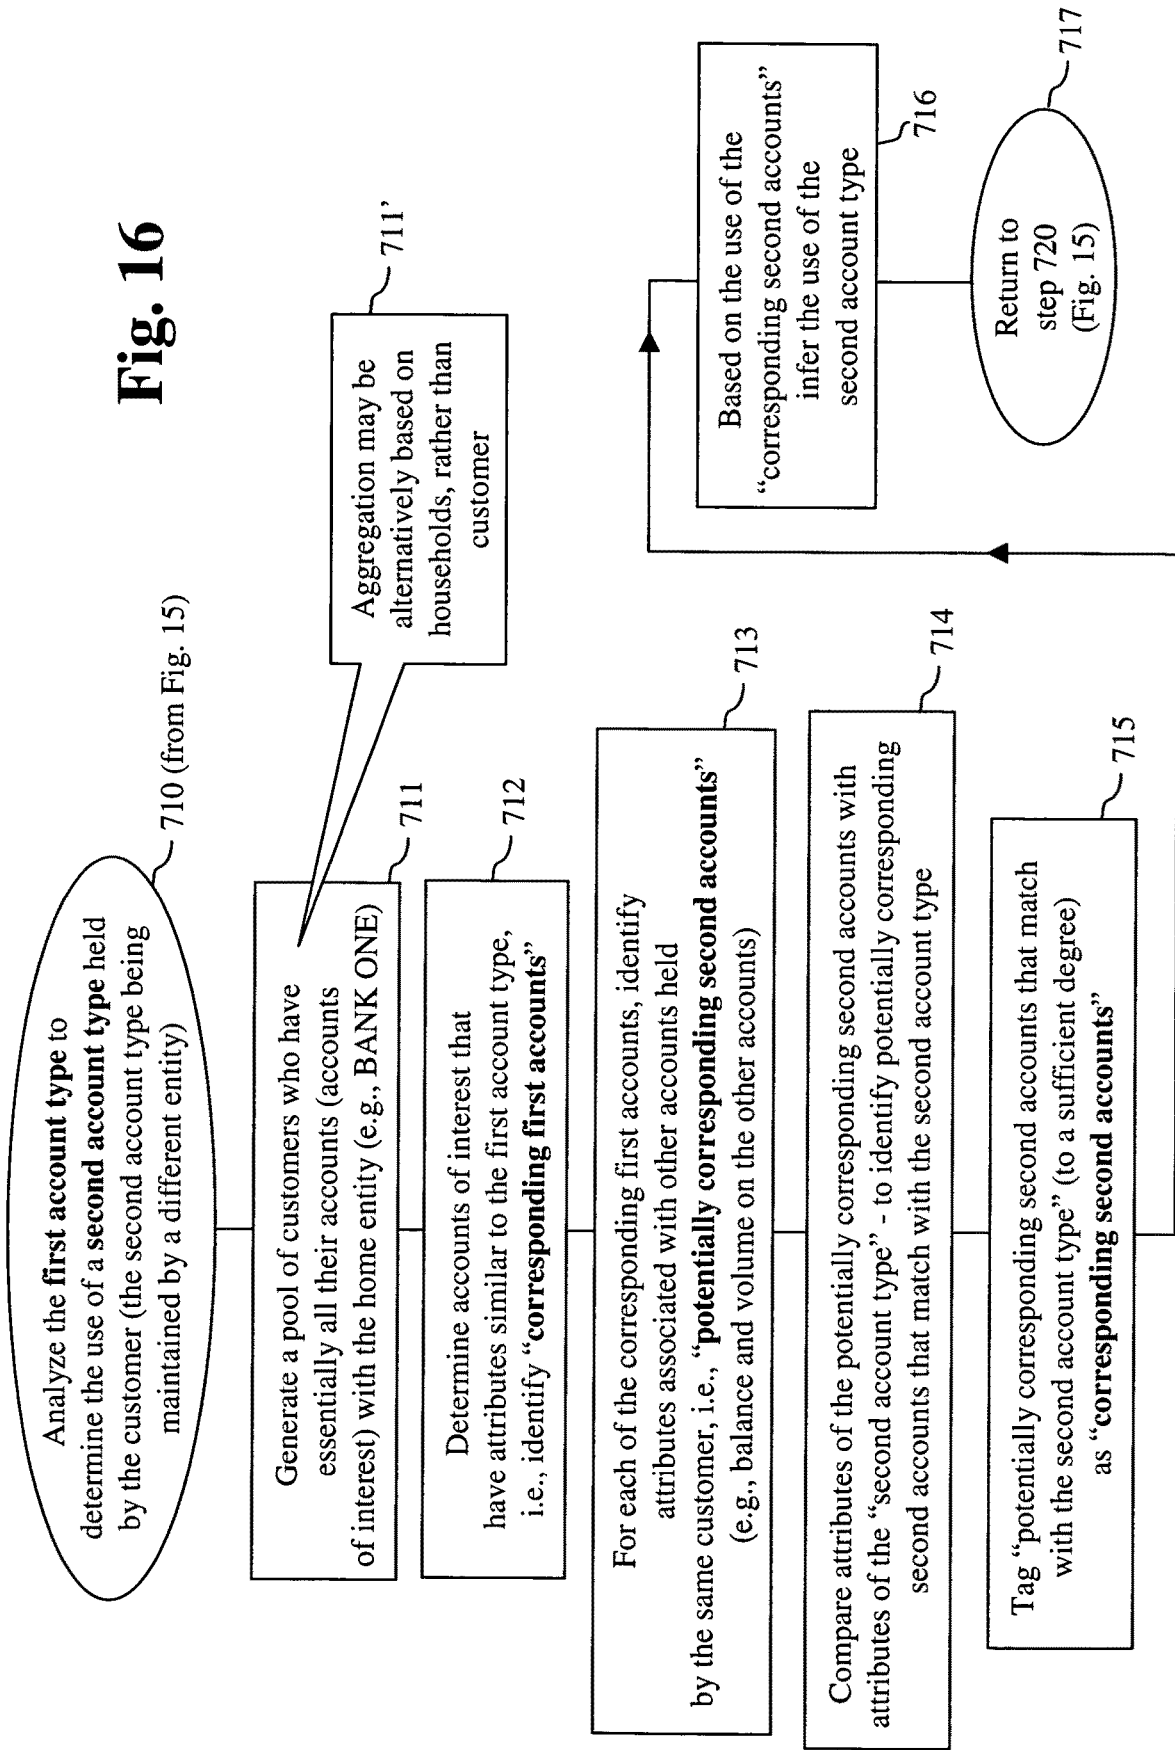 Fig. 16
Analyze the first account type to
determine the use of a second account type held
by the customer (the second account type being
maintained by a different entity)
710 (from Fig. 15)
Generate a pool of customers who have
essentially all their accounts (accounts
of interest) with the home entity (e.g., BANK ONE)
711
Aggregation may be
alternatively based on
households, rather than
customer
711’
Determine accounts of interest that
have attributes similar to the first account type,
i.e., identify “corresponding first accounts”
712
For each of the corresponding first accounts, identify
attributes associated with other accounts held
by the same customer, i.e., “potentially corresponding second accounts”
(e.g., balance and volume on the other accounts)
713
Compare attributes of the potentially corresponding second accounts with
attributes of the “second account type” - to identify potentially corresponding
second accounts that match with the second account type
714
Tag “potentially corresponding second accounts that match
with the second account type” (to a sufficient degree)
as “corresponding second accounts”
715
Based on the use of the
“corresponding second accounts”
infer the use of the
second account type
716
Return to
step 720
(Fig. 15)
717